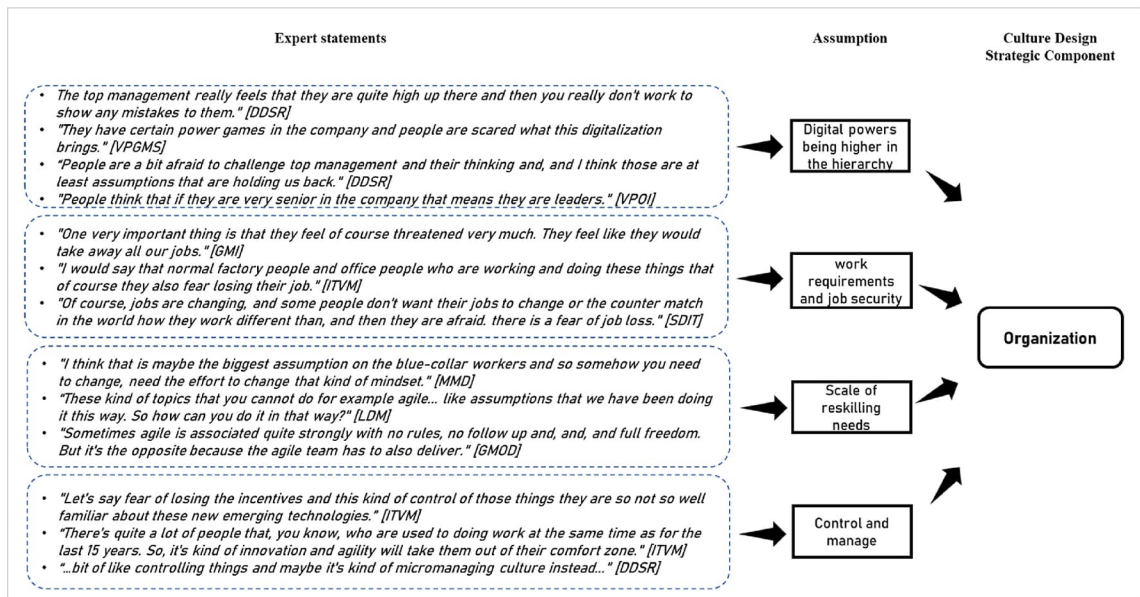 Expert statements
Assumption
Culture Design
Strategic Component
• The top management really feels that they are quite high up there and then you really don't work to
show any mistakes to them." [DDSR]
• "They have certain power games in the company and people are scared what this digitalization
brings." [VPGMS]
• "People are a bit afraid to challenge top management and their thinking and, and I think those are at
least assumptions that are holding us back." [DDSR]
• "People think that if they are very senior in the company that means they are leaders." [VPOI]
Digital powers
being higher in
the hierarchy
• "One very important thing is that they feel of course threatened very much. They feel like they would
take away all our jobs." [GMI]
• "I would say that normal factory people and office people who are working and doing these things that
of course they also fear losing their job." [ITVM]
• "Of course, jobs are changing, and some people don't want their jobs to change or the counter match
in the world how they work different than, and then they are afraid. there is a fear of job loss." [SDIT]
work
requirements
and job security
Organization
• "I think that is maybe the biggest assumption on the blue-collar workers and so somehow you need
to change, need the effort to change that kind of mindset." [MMD]
• "These kind of topics that you cannot do for example agile... like assumptions that we have been doing
it this way. So how can you do it in that way?" [LDM]
• "Sometimes agile is associated quite strongly with no rules, no follow up and, and, and full freedom.
But it's the opposite because the agile team has to also deliver." [GMOD]
Scale of
reskilling
needs
• "Let's say fear of losing the incentives and this kind of control of those things they are so not so well
familiar about these new emerging technologies." [ITVM]
• "There's quite a lot of people that, you know, who are used to doing work at the same time as for the
last 15 years. So, it's kind of innovation and agility will take them out of their comfort zone." [ITVM]
• "...bit of like controlling things and maybe it's kind of micromanaging culture instead..." [DDSR]
Control and
manage